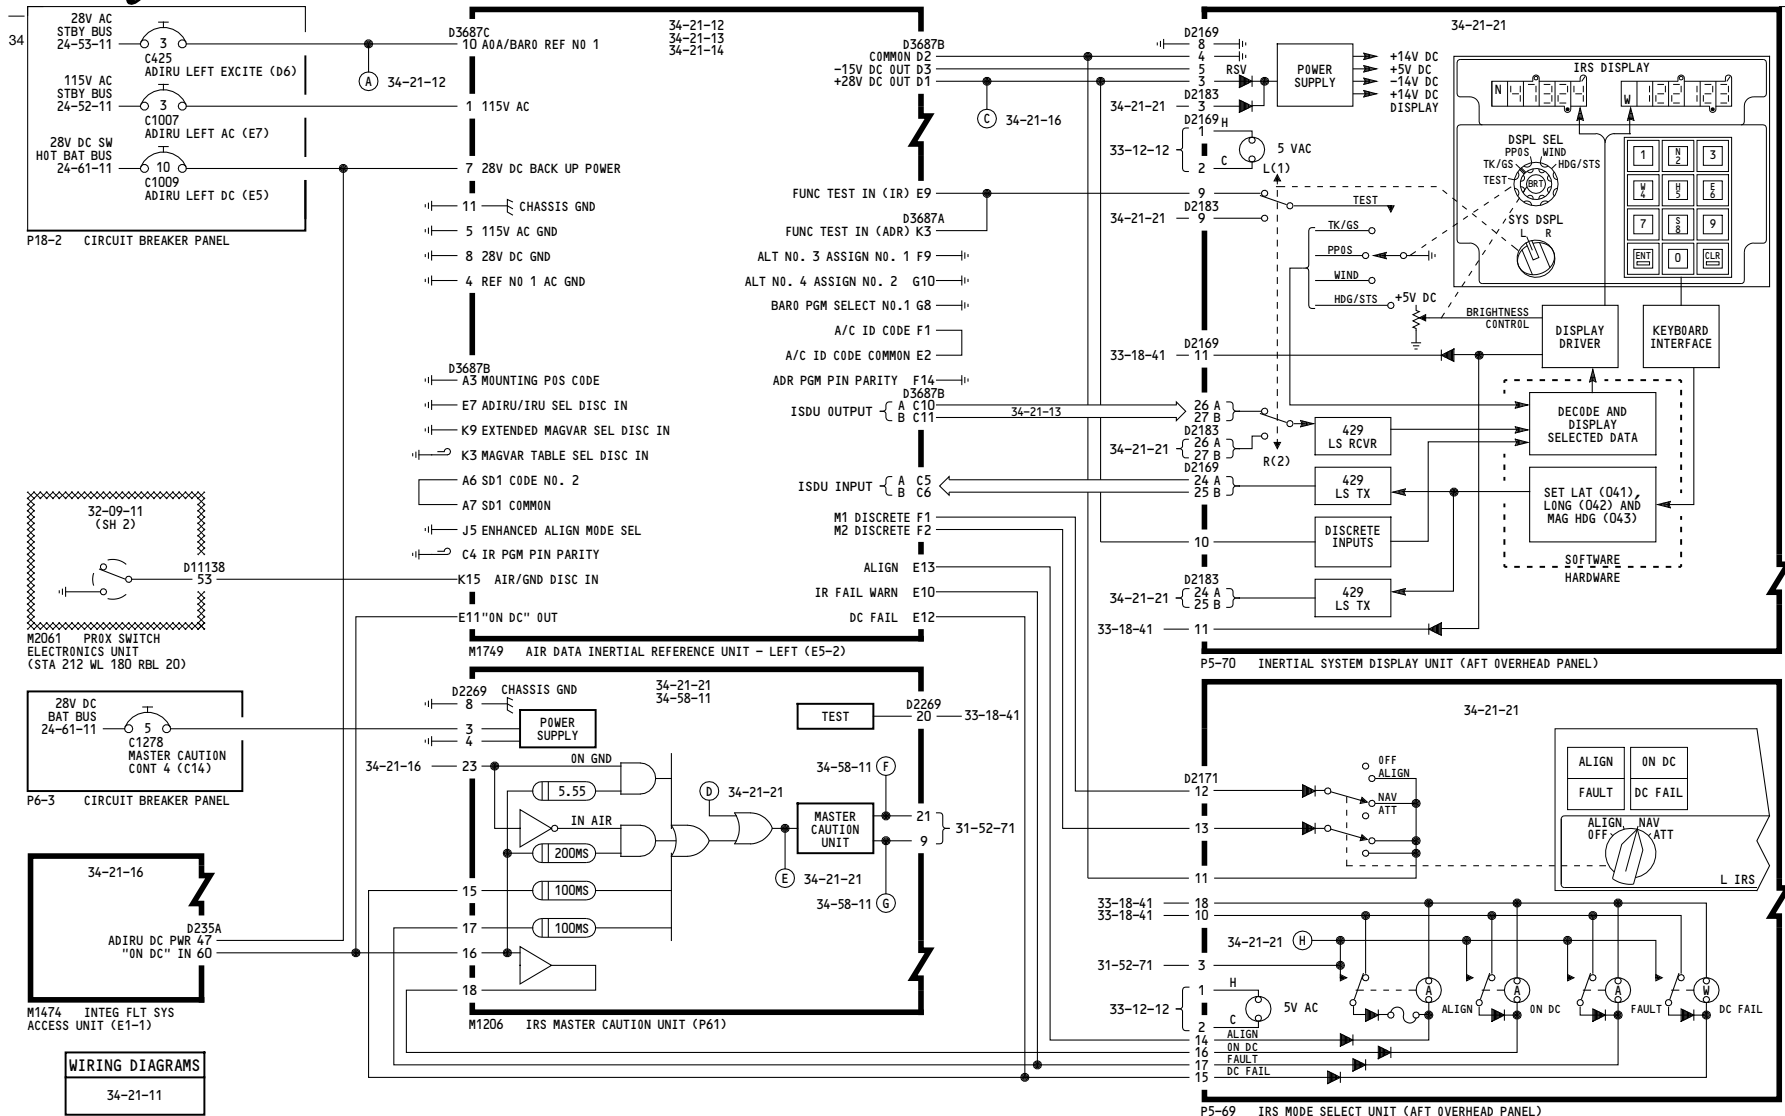 34
28V AC
STBY BUS
24-53-11
3
C425
ADIRU LEFT EXCITE (D6)
115V AC
STBY BUS
24-52-11
3
C1007
ADIRU LEFT AC (E7)
28V DC SW
HOT BAT BUS
24-61-11
10
C1009
ADIRU LEFT DC (E5)
P18-2 CIRCUIT BREAKER PANEL
A 34-21-12
32-09-11
(SH 2)
D11138
53
M2061 PROX SWITCH
ELECTRONICS UNIT
(STA 212 WL 180 RBL 20)
28V DC
BAT BUS
24-61-11
5
C1278
MASTER CAUTION
CONT 4 (C14)
P6-3 CIRCUIT BREAKER PANEL
34-21-16
D235A
ADIRU DC PWR 47
"ON DC" IN 60
M1474 INTEG FLT SYS
ACCESS UNIT (E1-1)
WIRING DIAGRAMS
34-21-11
34-21-12
34-21-13
34-21-14
D3687C
10 AOA/BARO REF NO 1
1 115V AC
7 28V DC BACK UP POWER
11 CHASSIS GND
5 115V AC GND
8 28V DC GND
4 REF NO 1 AC GND
D3687B
A3 MOUNTING POS CODE
E7 ADIRU/IRU SEL DISC IN
K9 EXTENDED MAGVAR SEL DISC IN
K3 MAGVAR TABLE SEL DISC IN
A6 SD1 CODE NO. 2
A7 SD1 COMMON
J5 ENHANCED ALIGN MODE SEL
C4 IR PGM PIN PARITY
K15 AIR/GND DISC IN
E11 "ON DC" OUT
D3687B
COMMON D2
-15V DC OUT D3
+28V DC OUT D1
C 34-21-16
FUNC TEST IN (IR) E9
D3687A
FUNC TEST IN (ADR) K3
ALT NO. 3 ASSIGN NO. 1 F9
ALT NO. 4 ASSIGN NO. 2 G10
BARO PGM SELECT NO.1 G8
A/C ID CODE F1
A/C ID CODE COMMON E2
ADR PGM PIN PARITY F14
D3687B
ISDU OUTPUT A C10
B C11
34-21-13
ISDU INPUT A C5
B C6
M1 DISCRETE F1
M2 DISCRETE F2
ALIGN E13
IR FAIL WARN E10
DC FAIL E12
M1749 AIR DATA INERTIAL REFERENCE UNIT - LEFT (E5-2)
34-21-21
34-58-11
D2269
8 CHASSIS GND
3
4
POWER
SUPPLY
34-21-16 23
ON GND
5.55
IN AIR
200MS
15 100MS
17 100MS
16
18
TEST
D2269
20 33-18-41
D 34-21-21
34-58-11 F
MASTER
CAUTION
UNIT
21
9
31-52-71
E 34-21-21
34-58-11 G
M1206 IRS MASTER CAUTION UNIT (P61)
34-21-21
D2169
8
4
5
3
RSV
D2183
34-21-21 3
POWER
SUPPLY
+14V DC
+5V DC
-14V DC
+14V DC
DISPLAY
D2169
1 H
33-12-12
2 C
5 VAC
L(1)
9
D2183
34-21-21 9
TEST
TK/GS
PPOS
WIND
HDG/STS
+5V DC
BRIGHTNESS
CONTROL
IRS DISPLAY
N 473324
W 122123
DSPL SEL
PPOS WIND
TK/GS HDG/STS
TEST
BRT
SYS DSPL
L R
1 N 2 3
W 4 H 5 E 6
7 S 8 9
ENT 0 CLR
DISPLAY
DRIVER
KEYBOARD
INTERFACE
D2169
33-18-41 11
26 A
27 B
D2183
34-21-21 26 A
27 B
R(2)
D2169
24 A
25 B
429
LS RCVR
429
LS TX
DISCRETE
INPUTS
10
DECODE AND
DISPLAY
SELECTED DATA
SET LAT (041),
LONG (042) AND
MAG HDG (043)
SOFTWARE
HARDWARE
D2183
34-21-21 24 A
25 B
429
LS TX
33-18-41 11
P5-70 INERTIAL SYSTEM DISPLAY UNIT (AFT OVERHEAD PANEL)
34-21-21
D2171
12
13
11
OFF
ALIGN
NAV
ATT
ALIGN ON DC
FAULT DC FAIL
ALIGN NAV
OFF ATT
L IRS
33-18-41 18
33-18-41 10
34-21-21 H
31-52-71 3
1 H
33-12-12
2 C
5V AC
A ALIGN
A ON DC
A FAULT
W DC FAIL
14 ALIGN
16 ON DC
17 FAULT
15 DC FAIL
P5-69 IRS MODE SELECT UNIT (AFT OVERHEAD PANEL)